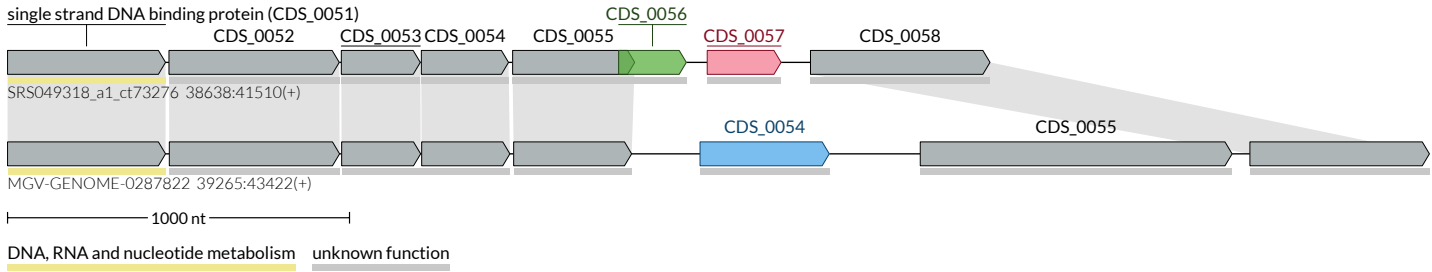 single strand DNA binding protein (CDS_0051)
CDS_0056
CDS_0052
CDS_0053
CDS_0054
CDS_0055
CDS_0057
CDS_0058
SRS049318_a1_ct73276 38638:41510(+)
CDS_0054
CDS_0055
MGV-GENOME-0287822 39265:43422(+)
1000 nt
DNA, RNA and nucleotide metabolism
unknown function